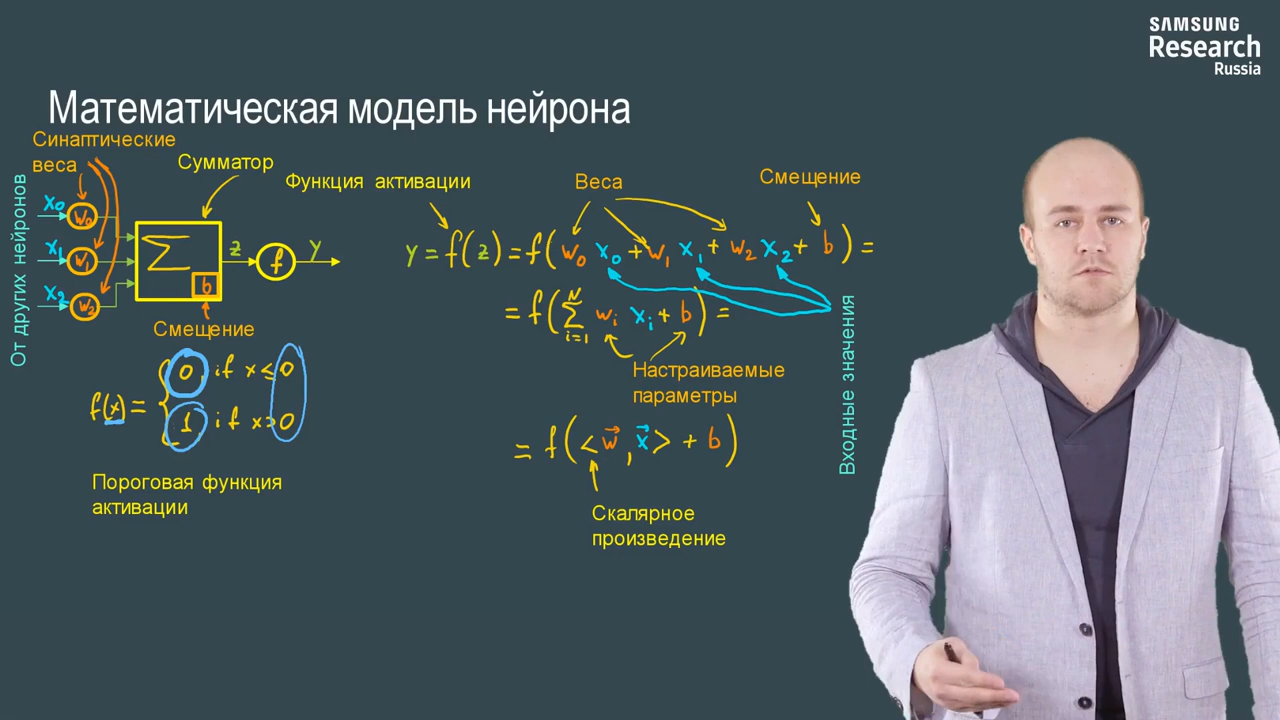 SAMSUNG
Research
Russia
Математическая модель нейрона
Синаптические
веса
Сумматор
Функция активации
Веса
Смещение
От других нейронов
x₀ w₀
x₁ w₁
x₂ w₂
Σ
b
z
f
y
Смещение
y = f(z) = f(w₀ x₀ + w₁ x₁ + w₂ x₂ + b) =
= f(∑_{i=1}^{N} wᵢ xᵢ + b) =
Настраиваемые
параметры
Входные значения
= f(<w⃗, x⃗> + b)
Скалярное
произведение
f(x) = {
0, if x ≤ 0
1 if x > 0
Пороговая функция
активации